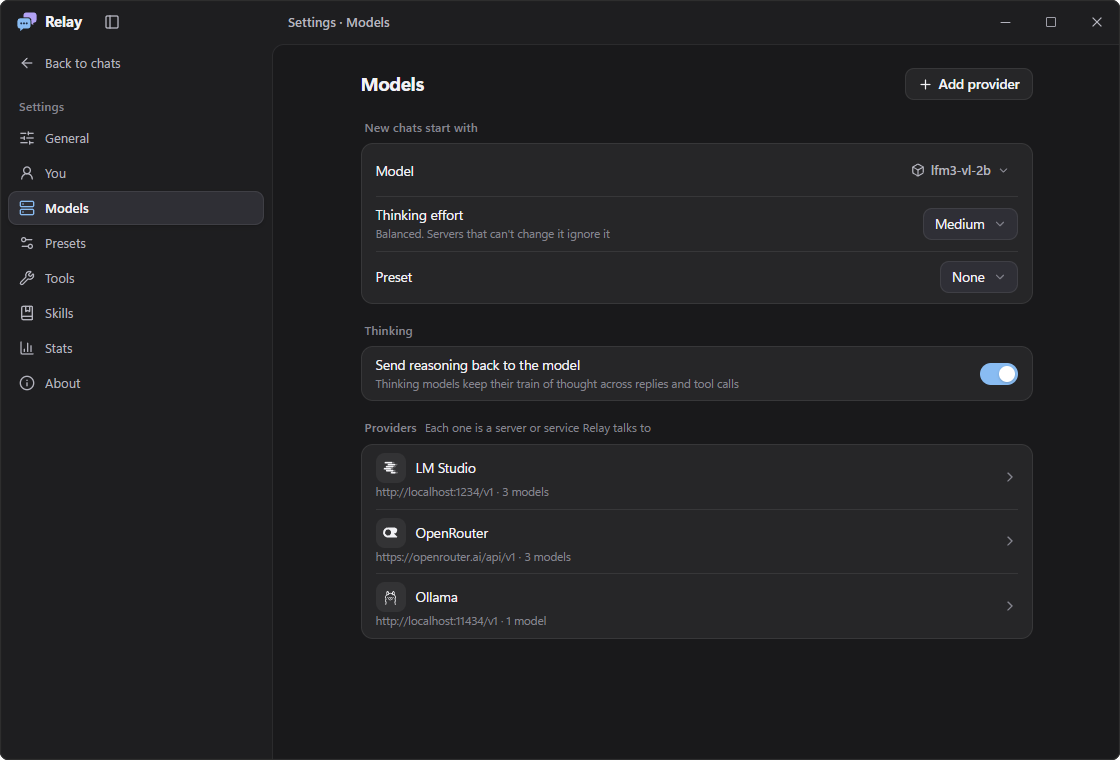 Relay
Settings · Models
Back to chats
Settings
General
You
Models
Presets
Tools
Skills
Stats
About
Models
Add provider
New chats start with
Model
lfm3-vl-2b
Thinking effort
Balanced. Servers that can't change it ignore it
Medium
Preset
None
Thinking
Send reasoning back to the model
Thinking models keep their train of thought across replies and tool calls
Providers Each one is a server or service Relay talks to
LM Studio
http://localhost:1234/v1 · 3 models
OpenRouter
https://openrouter.ai/api/v1 · 3 models
Ollama
http://localhost:11434/v1 · 1 model